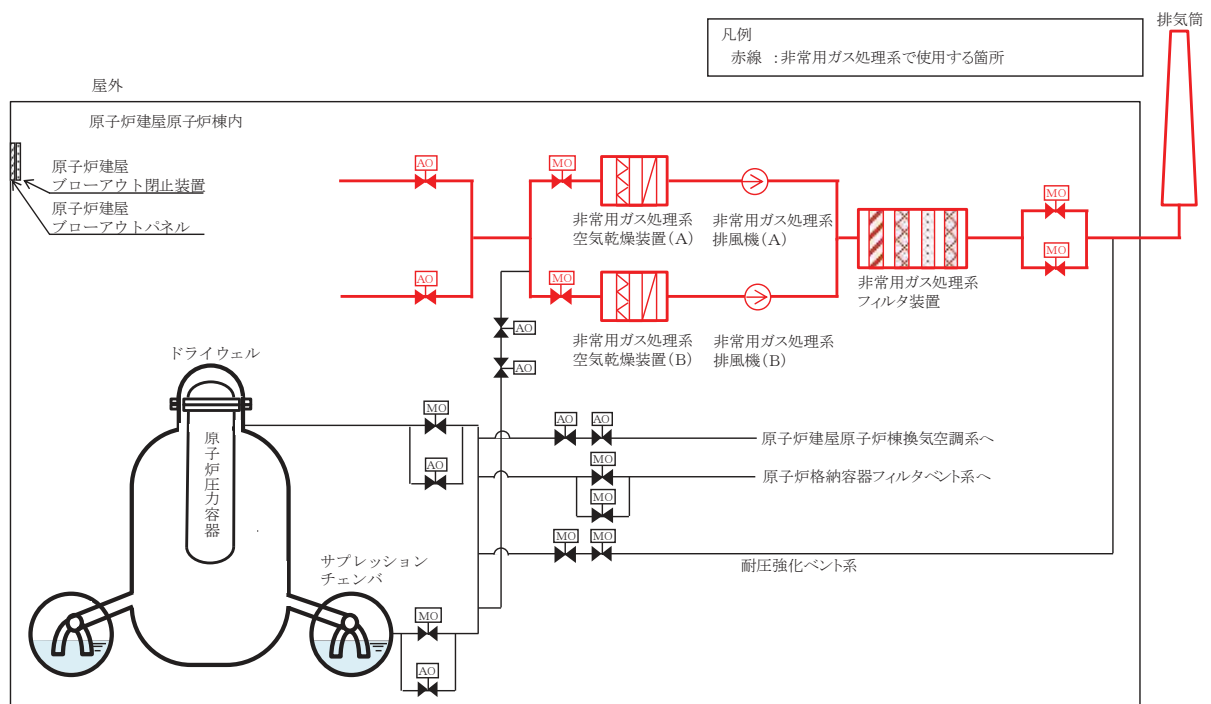 排気筒
凡例
赤線 :非常用ガス処理系で使用する箇所
屋外
原子炉建屋原子炉棟内
原子炉建屋
ブローアウト閉止装置
原子炉建屋
ブローアウトパネル
AO
MO
非常用ガス処理系
空気乾燥装置(A)
非常用ガス処理系
排風機(A)
MO
MO
AO
MO
非常用ガス処理系
フィルタ装置
非常用ガス処理系
空気乾燥装置(B)
非常用ガス処理系
排風機(B)
AO
AO
ドライウェル
原子炉圧力容器
MO
AO
AO
AO
原子炉建屋原子炉棟換気空調系へ
MO
MO
原子炉格納容器フィルタベント系へ
MO
MO
耐圧強化ベント系
サプレッション
チェンバ
MO
AO